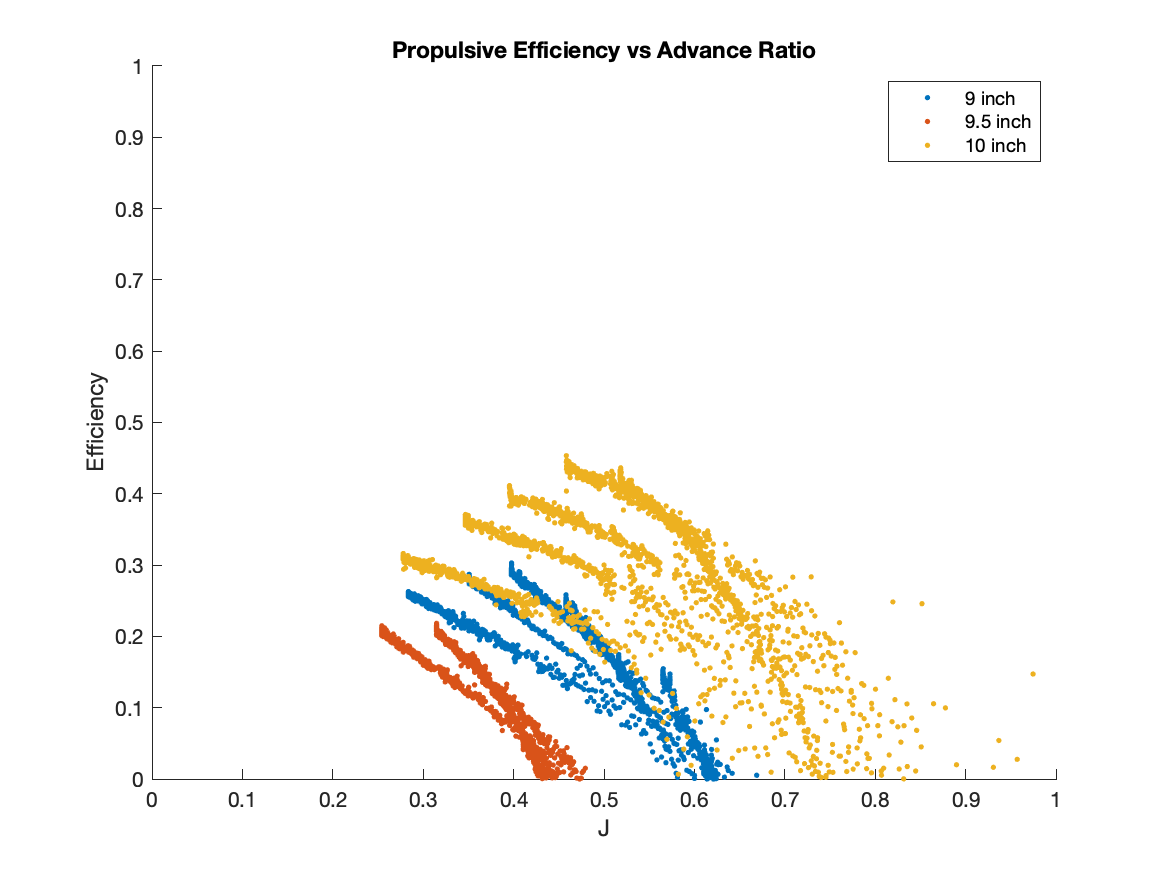 Propulsive Efficiency vs Advance Ratio
9 inch
9.5 inch
10 inch
1
0.9
0.8
0.7
0.6
0.5
0.4
0.3
0.2
0.1
0
Efficiency
0 0.1 0.2 0.3 0.4 0.5 0.6 0.7 0.8 0.9 1
J